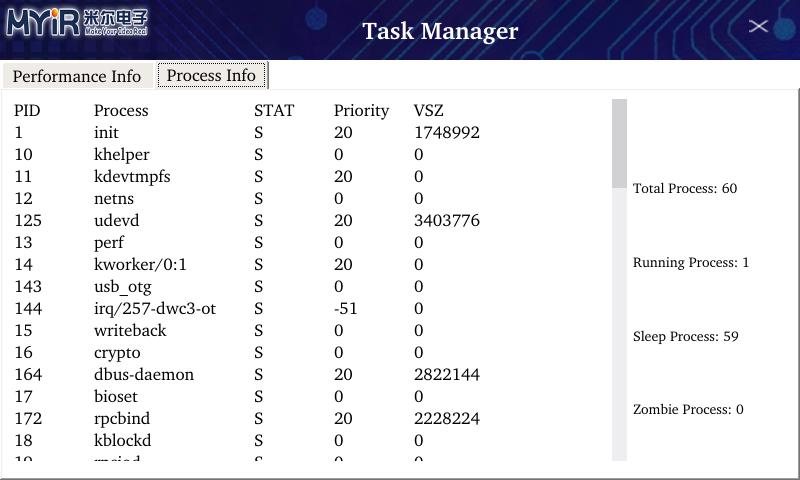 MYiR 米尔电子
Make Your Idea Real
Task Manager
Performance Info Process Info
PID Process STAT Priority VSZ
1 init S 20 1748992
10 khelper S 0 0
11 kdevtmpfs S 20 0
12 netns S 0 0
125 udevd S 20 3403776
13 perf S 0 0
14 kworker/0:1 S 20 0
143 usb_otg S 0 0
144 irq/257-dwc3-ot S -51 0
15 writeback S 0 0
16 crypto S 0 0
164 dbus-daemon S 20 2822144
17 bioset S 0 0
172 rpcbind S 20 2228224
18 kblockd S 0 0
Total Process: 60
Running Process: 1
Sleep Process: 59
Zombie Process: 0